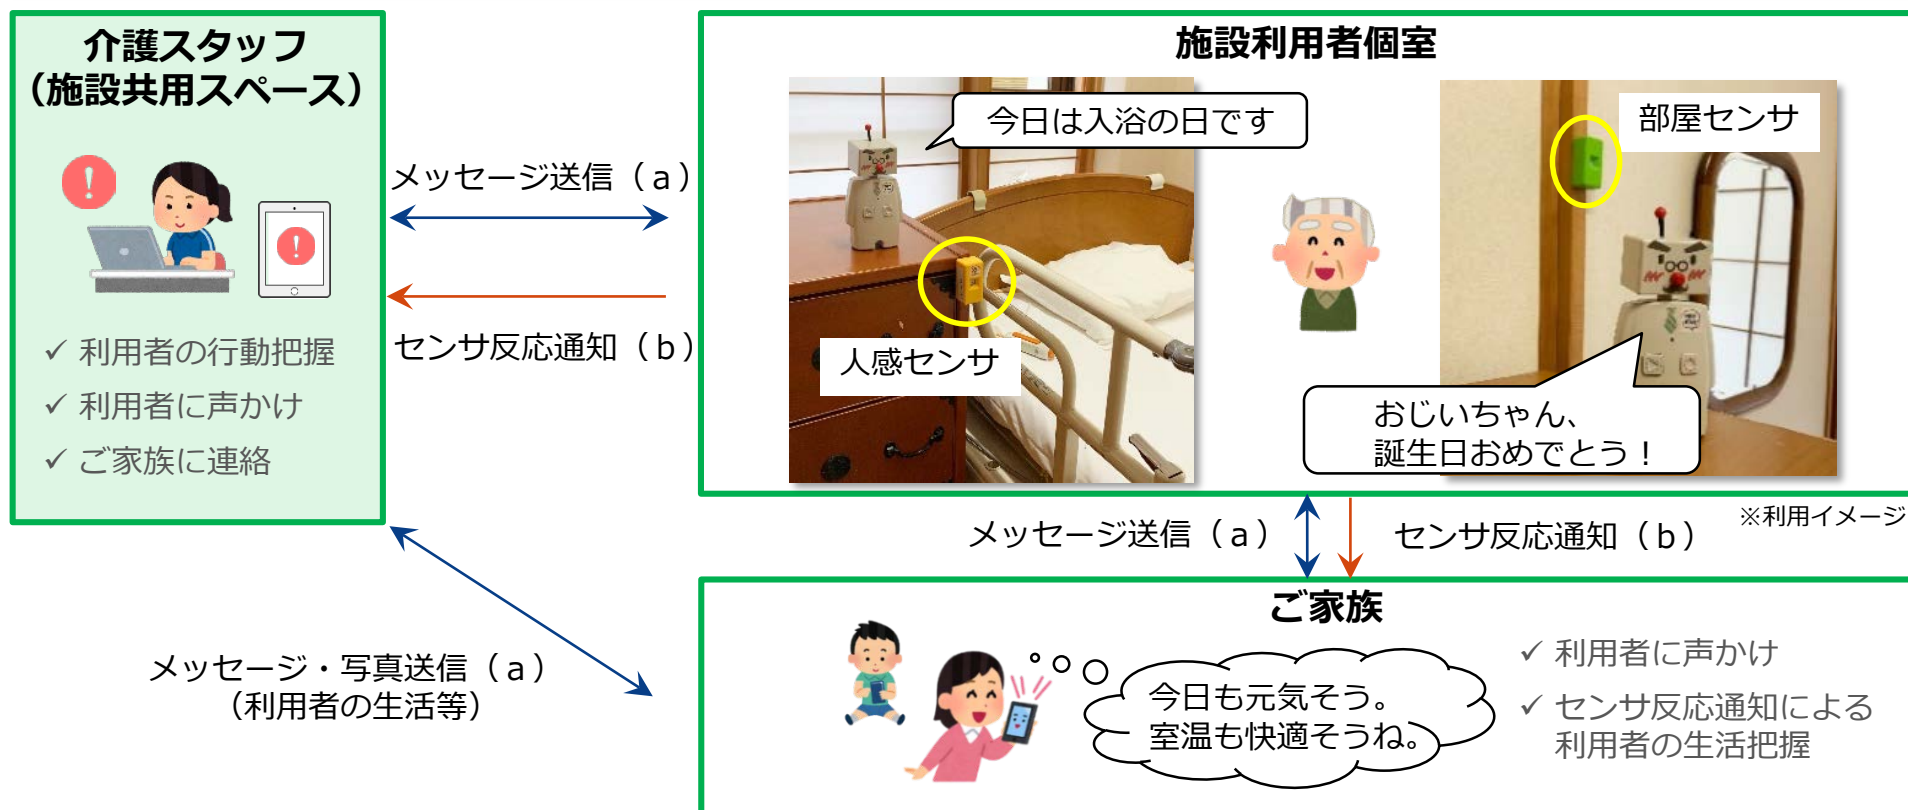 介護スタッフ
（施設共用スペース）
✓ 利用者の行動把握
✓ 利用者に声かけ
✓ ご家族に連絡
メッセージ送信（a）
センサ反応通知（b）
施設利用者個室
今日は入浴の日です
人感センサ
部屋センサ
おじいちゃん、
誕生日おめでとう！
メッセージ送信（a）
センサ反応通知（b）
※利用イメージ
メッセージ・写真送信（a）
（利用者の生活等）
ご家族
今日も元気そう。
室温も快適そうね。
✓ 利用者に声かけ
✓ センサ反応通知による
利用者の生活把握